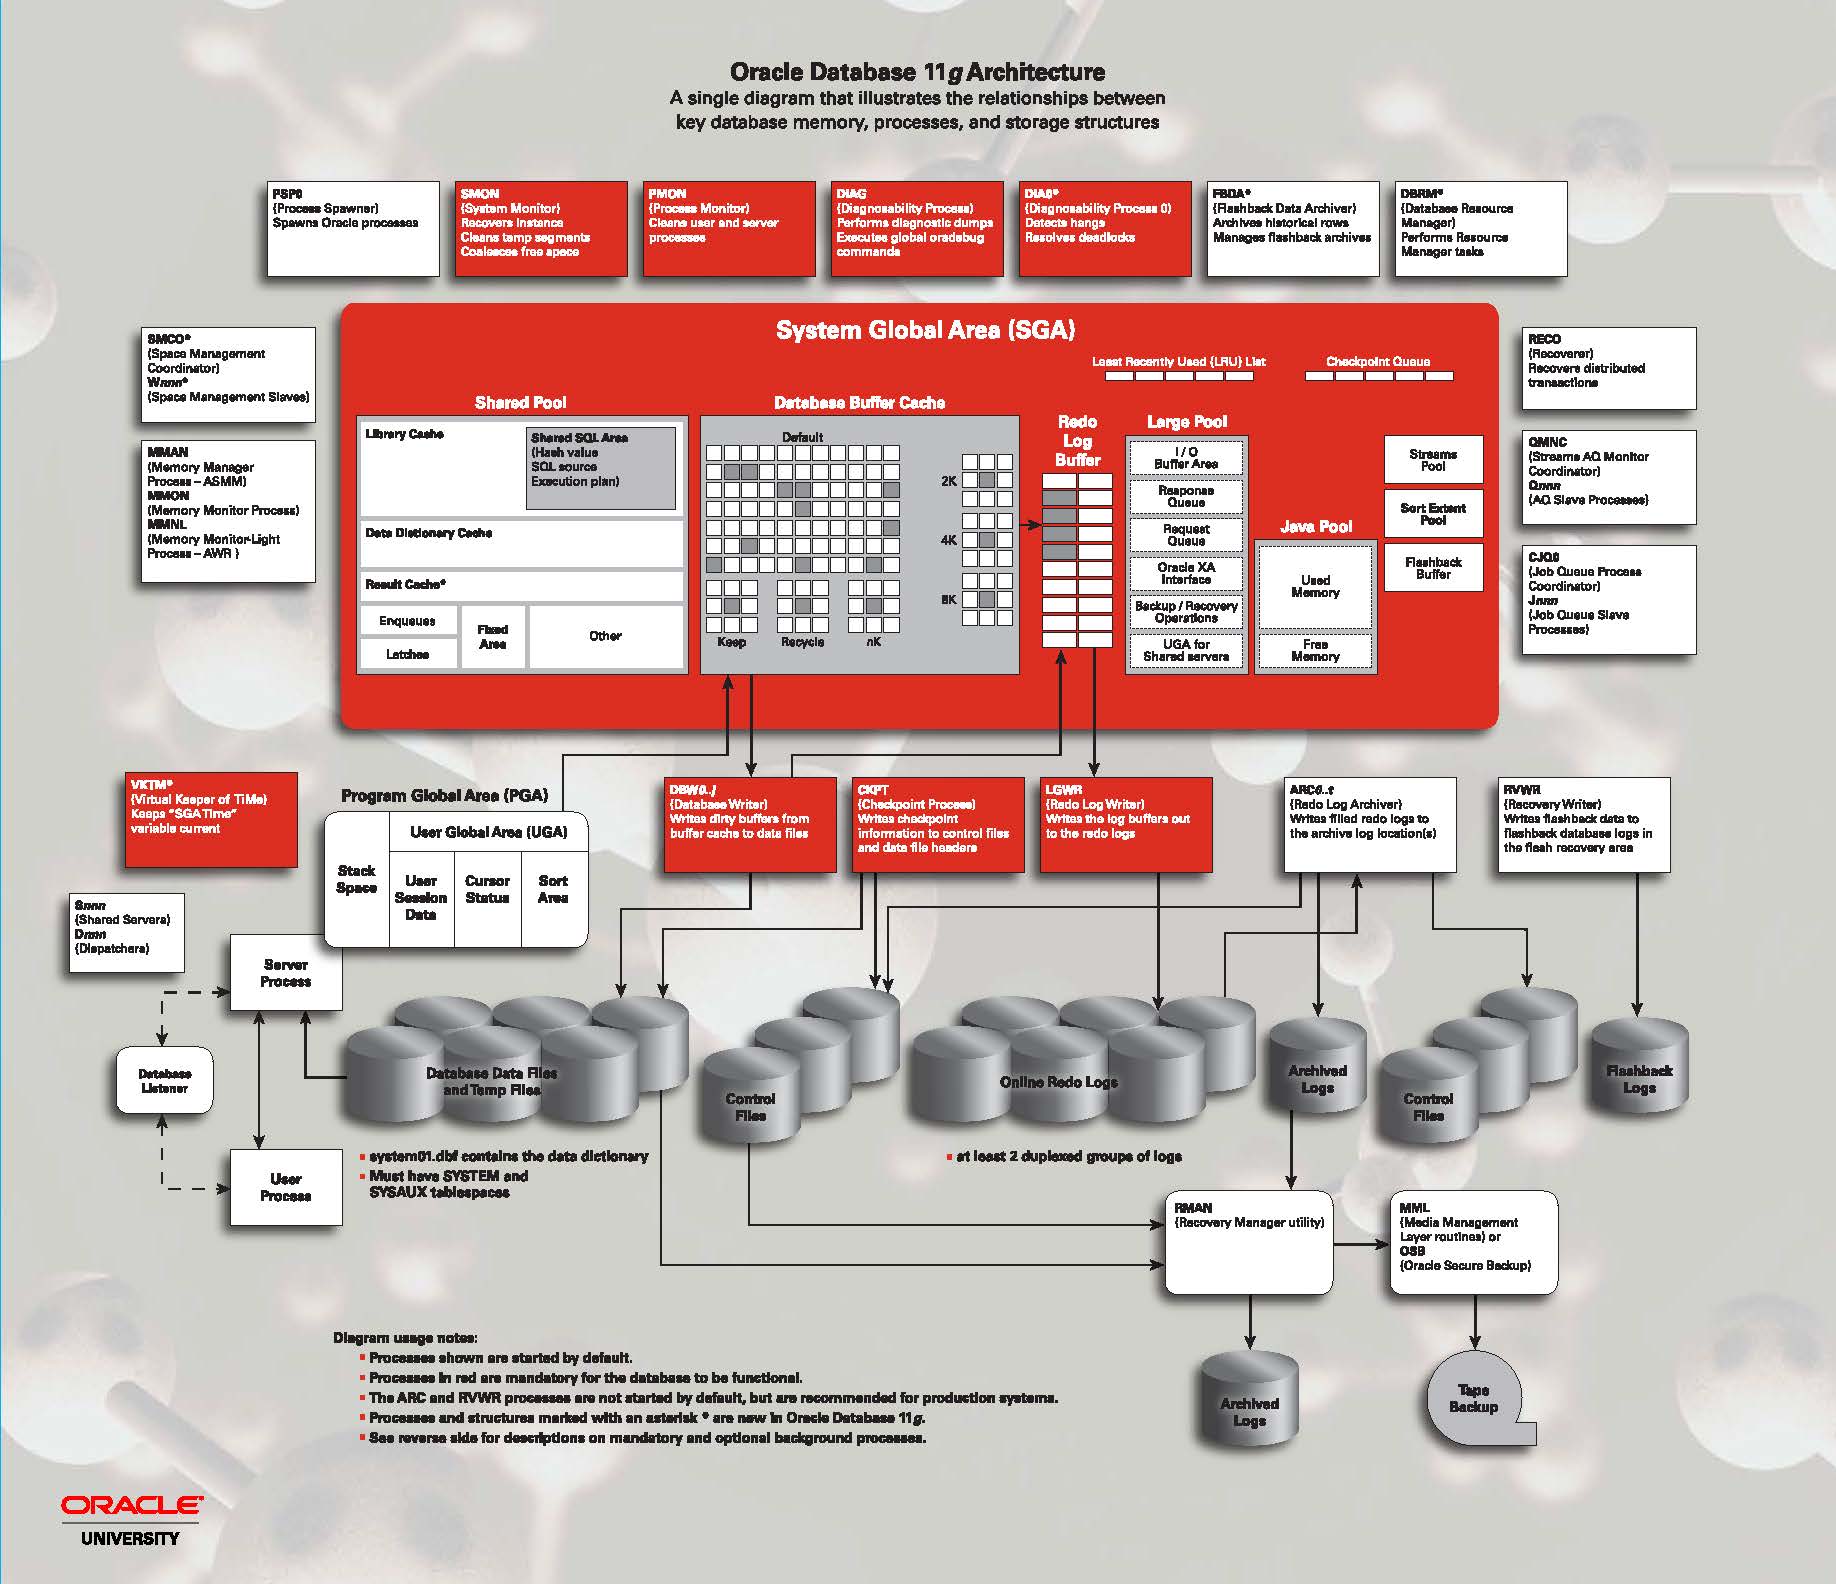 Oracle Database 11g Architecture
A single diagram that illustrates the relationships between
key database memory, processes, and storage structures
PSP0
(Process Spawner)
Spawns Oracle processes
SMON
(System Monitor)
Recovers instance
Cleans temp segments
Coalesces free space
PMON
(Process Monitor)
Cleans user and server
processes
DIAG
(Diagnosability Process)
Performs diagnostic dumps
Executes global oradebug
commands
DIA0*
(Diagnosability Process 0)
Detects hangs
Resolves deadlocks
FBDA*
(Flashback Data Archiver)
Archives historical rows
Manages flashback archives
DBRM*
(Database Resource
Manager)
Performs Resource
Manager tasks
SMCO*
(Space Management
Coordinator)
Wnnn*
(Space Management Slaves)
MMAN
(Memory Manager
Process – ASMM)
MMON
(Memory Monitor Process)
MMNL
(Memory Monitor-Light
Process – AWR )
System Global Area (SGA)
Least Recently Used (LRU) List
Checkpoint Queue
Shared Pool
Library Cache
Shared SQL Area
(Hash value
SQL source
Execution plan)
Data Dictionary Cache
Result Cache*
Enqueues
Latches
Fixed
Area
Other
Database Buffer Cache
Default
2K
4K
8K
Keep
Recycle
nK
Redo
Log
Buffer
Large Pool
I / O
Buffer Area
Response
Queue
Request
Queue
Oracle XA
Interface
Backup / Recovery
Operations
UGA for
Shared servers
Java Pool
Used
Memory
Free
Memory
Streams
Pool
Sort Extent
Pool
Flashback
Buffer
RECO
(Recoverer)
Recovers distributed
transactions
QMNC
(Streams AQ Monitor
Coordinator)
Qnnn
(AQ Slave Processes)
CJQ0
(Job Queue Process
Coordinator)
Jnnn
(Job Queue Slave
Processes)
VKTM*
(Virtual Keeper of TiMe)
Keeps “SGA Time”
variable current
Program Global Area (PGA)
User Global Area (UGA)
Stack
Space
User
Session
Data
Cursor
Status
Sort
Area
DBW0..j
(Database Writer)
Writes dirty buffers from
buffer cache to data files
CKPT
(Checkpoint Process)
Writes checkpoint
information to control files
and data file headers
LGWR
(Redo Log Writer)
Writes the log buffers out
to the redo logs
ARC0..t
(Redo Log Archiver)
Writes filled redo logs to
the archive log location(s)
RVWR
(Recovery Writer)
Writes flashback data to
flashback database logs in
the flash recovery area
Snnn
(Shared Servers)
Dnnn
(Dispatchers)
Server
Process
Database
Listener
User
Process
Database Data Files
and Temp Files
Control
Files
Online Redo Logs
Archived
Logs
Control
Files
Flashback
Logs
system01.dbf contains the data dictionary
Must have SYSTEM and
SYSAUX tablespaces
at least 2 duplexed groups of logs
RMAN
(Recovery Manager utility)
MML
(Media Management
Layer routines) or
OSB
(Oracle Secure Backup)
Archived
Logs
Tape
Backup
Diagram usage notes:
Processes shown are started by default.
Processes in red are mandatory for the database to be functional.
The ARC and RVWR processes are not started by default, but are recommended for production systems.
Processes and structures marked with an asterisk * are new in Oracle Database 11g.
See reverse side for descriptions on mandatory and optional background processes.
ORACLE
UNIVERSITY